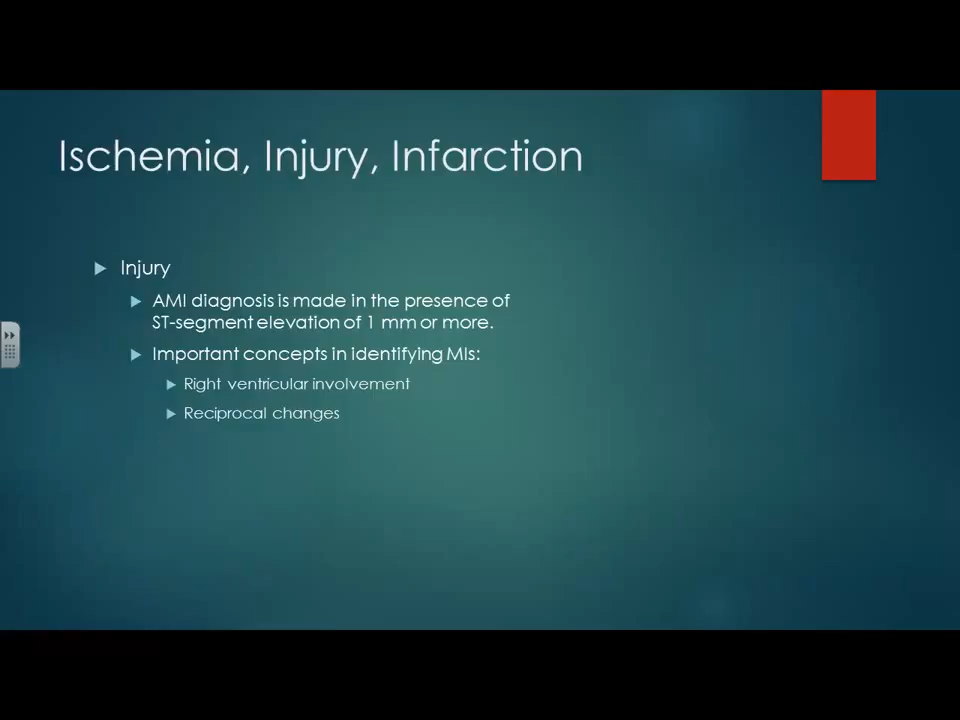 Ischemia, Injury, Infarction
Injury
AMI diagnosis is made in the presence of
ST-segment elevation of 1 mm or more.
Important concepts in identifying MIs:
Right ventricular involvement
Reciprocal changes